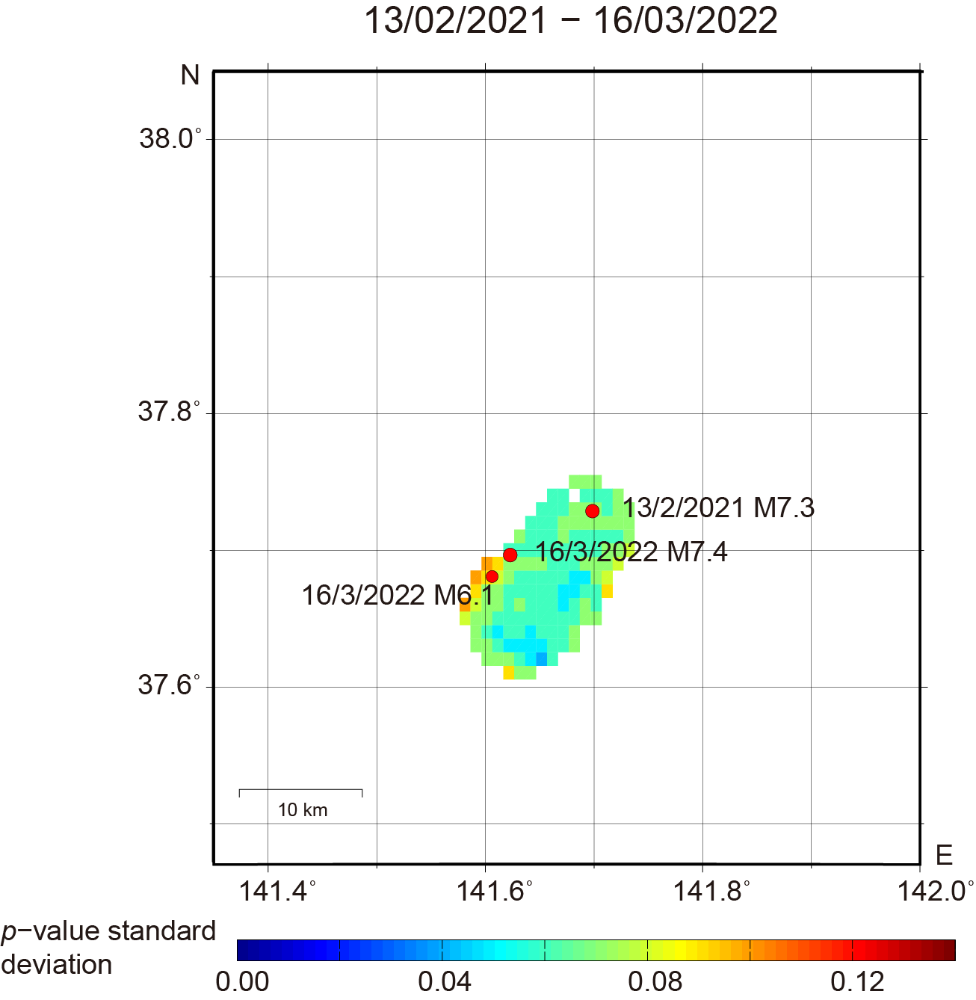 13/02/2021 − 16/03/2022
N
38.0°
37.8°
13/2/2021 M7.3
16/3/2022 M7.4
16/3/2022 M6.1
37.6°
10 km
E
141.4° 141.6° 141.8° 142.0°
p−value standard
deviation
0.00 0.04 0.08 0.12